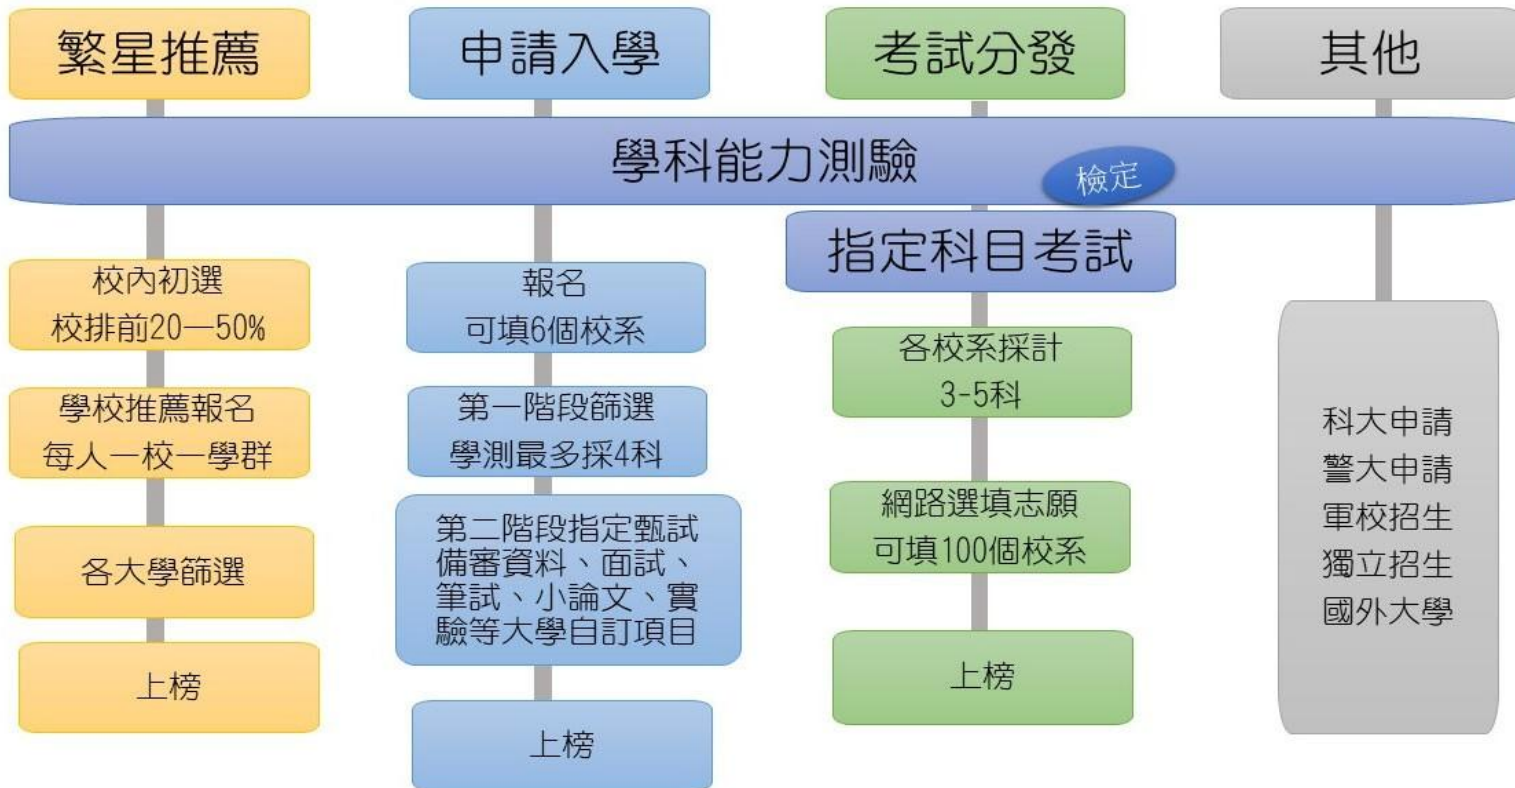 繁星推薦
申請入學
考試分發
其他
學科能力測驗
檢定
指定科目考試
校內初選
校排前20—50%
學校推薦報名
每人一校一學群
各大學篩選
上榜
報名
可填6個校系
第一階段篩選
學測最多採4科
第二階段指定甄試
備審資料、面試、
筆試、小論文、實
驗等大學自訂項目
上榜
各校系採計
3-5科
網路選填志願
可填100個校系
上榜
科大申請
警大申請
軍校招生
獨立招生
國外大學